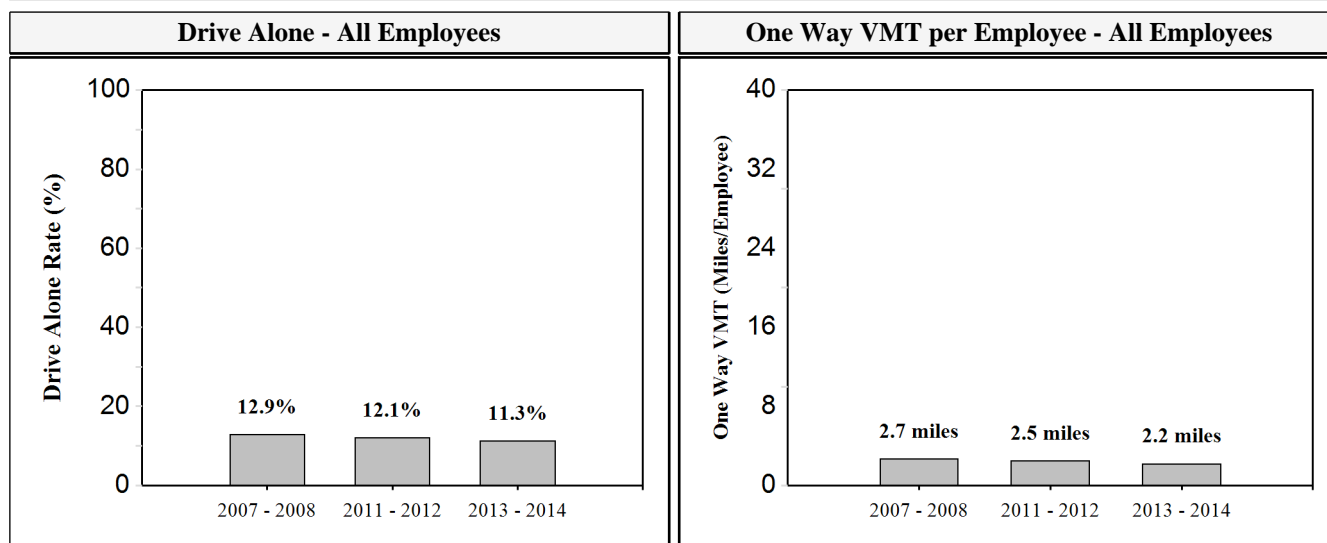 Drive Alone - All Employees
One Way VMT per Employee - All Employees
Drive Alone Rate (%)
100
80
60
40
20
0
12.9%
12.1%
11.3%
2007 - 2008
2011 - 2012
2013 - 2014
One Way VMT (Miles/Employee)
40
32
24
16
8
0
2.7 miles
2.5 miles
2.2 miles
2007 - 2008
2011 - 2012
2013 - 2014